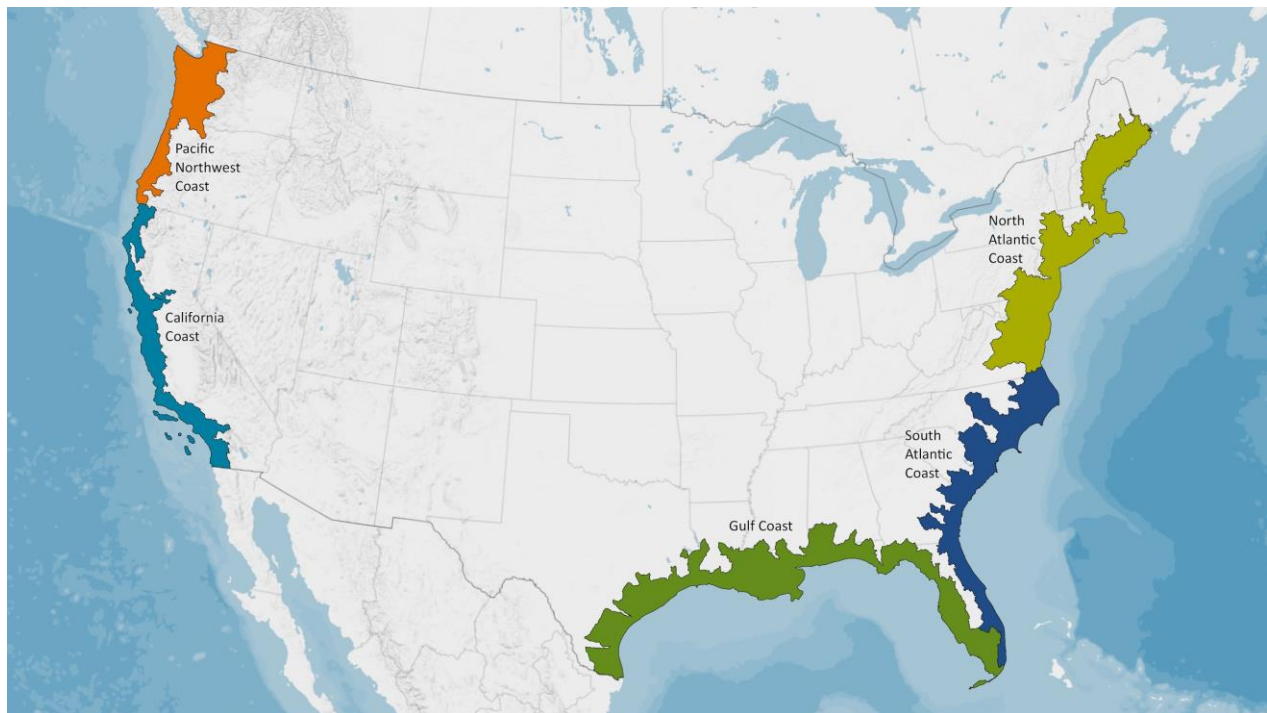 Pacific
Northwest
Coast
California
Coast
North
Atlantic
Coast
South
Atlantic
Coast
Gulf Coast